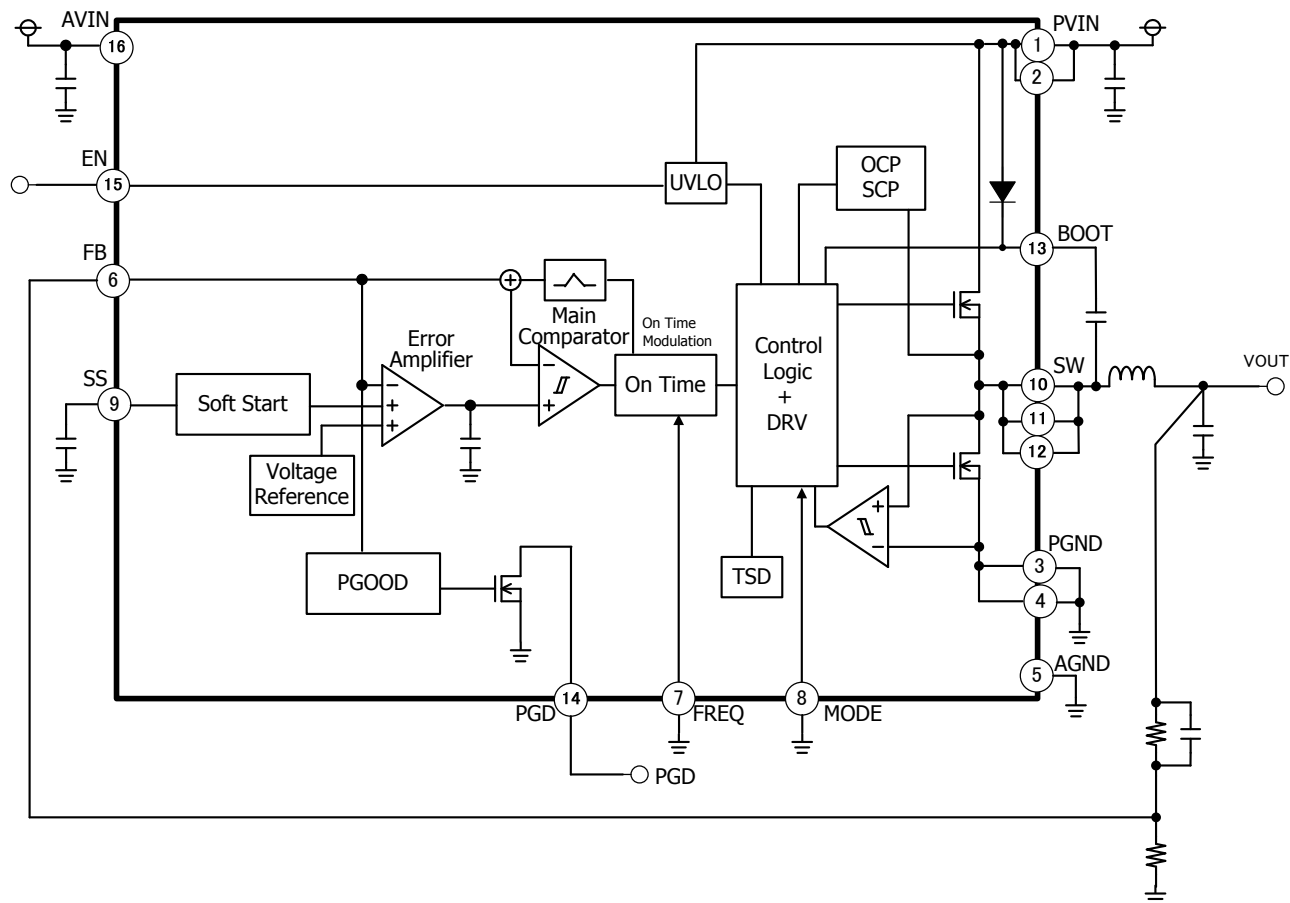 AVIN
16
PVIN
1
2
EN
15
UVLO
OCP
SCP
13
BOOT
FB
6
+
Main
Comparator
On Time
Modulation
Error
Amplifier
−
+
+
−
+
On Time
Control
Logic
+
DRV
SW
10
11
12
VOUT
SS
9
Soft Start
Voltage
Reference
+
−
PGOOD
TSD
PGND
3
4
AGND
5
14
PGD
7
FREQ
8
MODE
PGD